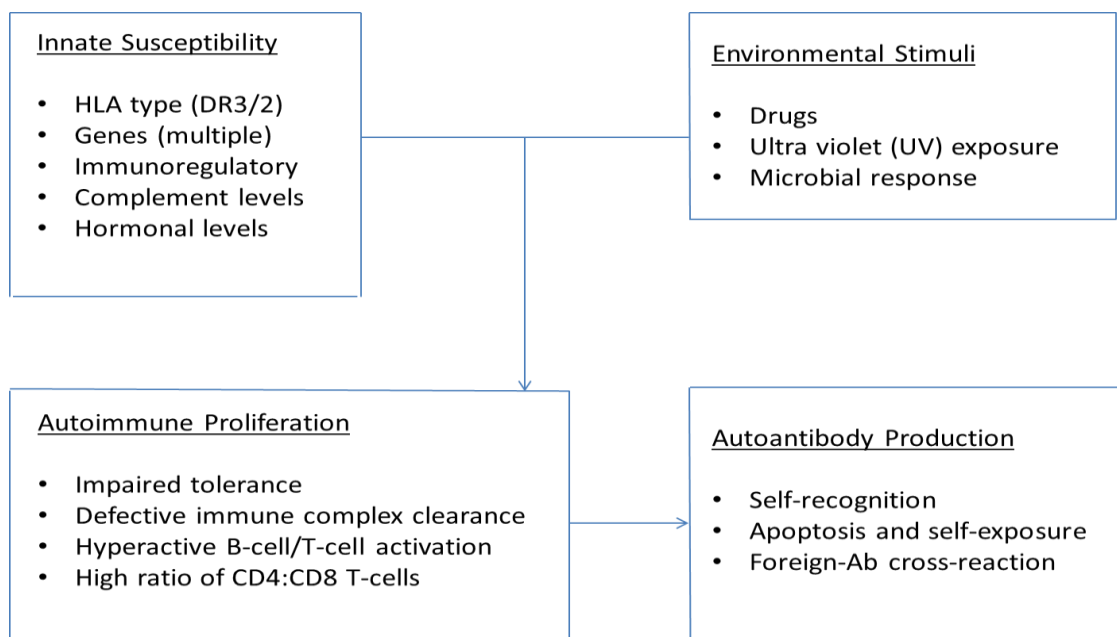 Innate Susceptibility
• HLA type (DR3/2)
• Genes (multiple)
• Immunoregulatory
• Complement levels
• Hormonal levels
Environmental Stimuli
• Drugs
• Ultra violet (UV) exposure
• Microbial response
Autoimmune Proliferation
• Impaired tolerance
• Defective immune complex clearance
• Hyperactive B-cell/T-cell activation
• High ratio of CD4:CD8 T-cells
Autoantibody Production
• Self-recognition
• Apoptosis and self-exposure
• Foreign-Ab cross-reaction